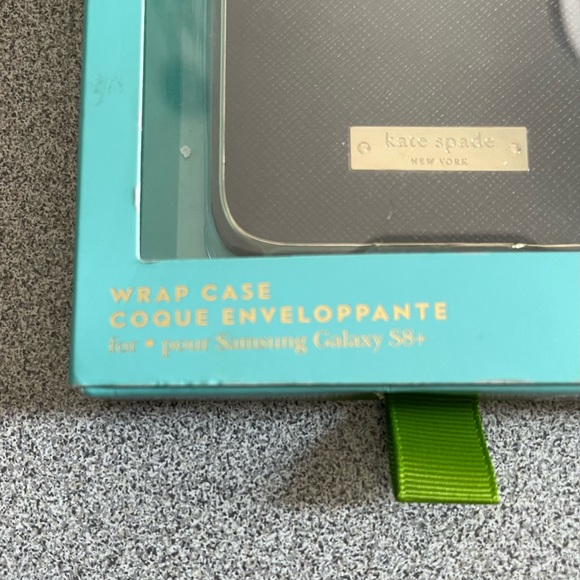 kate spade
NEW YORK
WRAP CASE
COQUE ENVELOPPANTE
for • pour Samsung Galaxy S8+